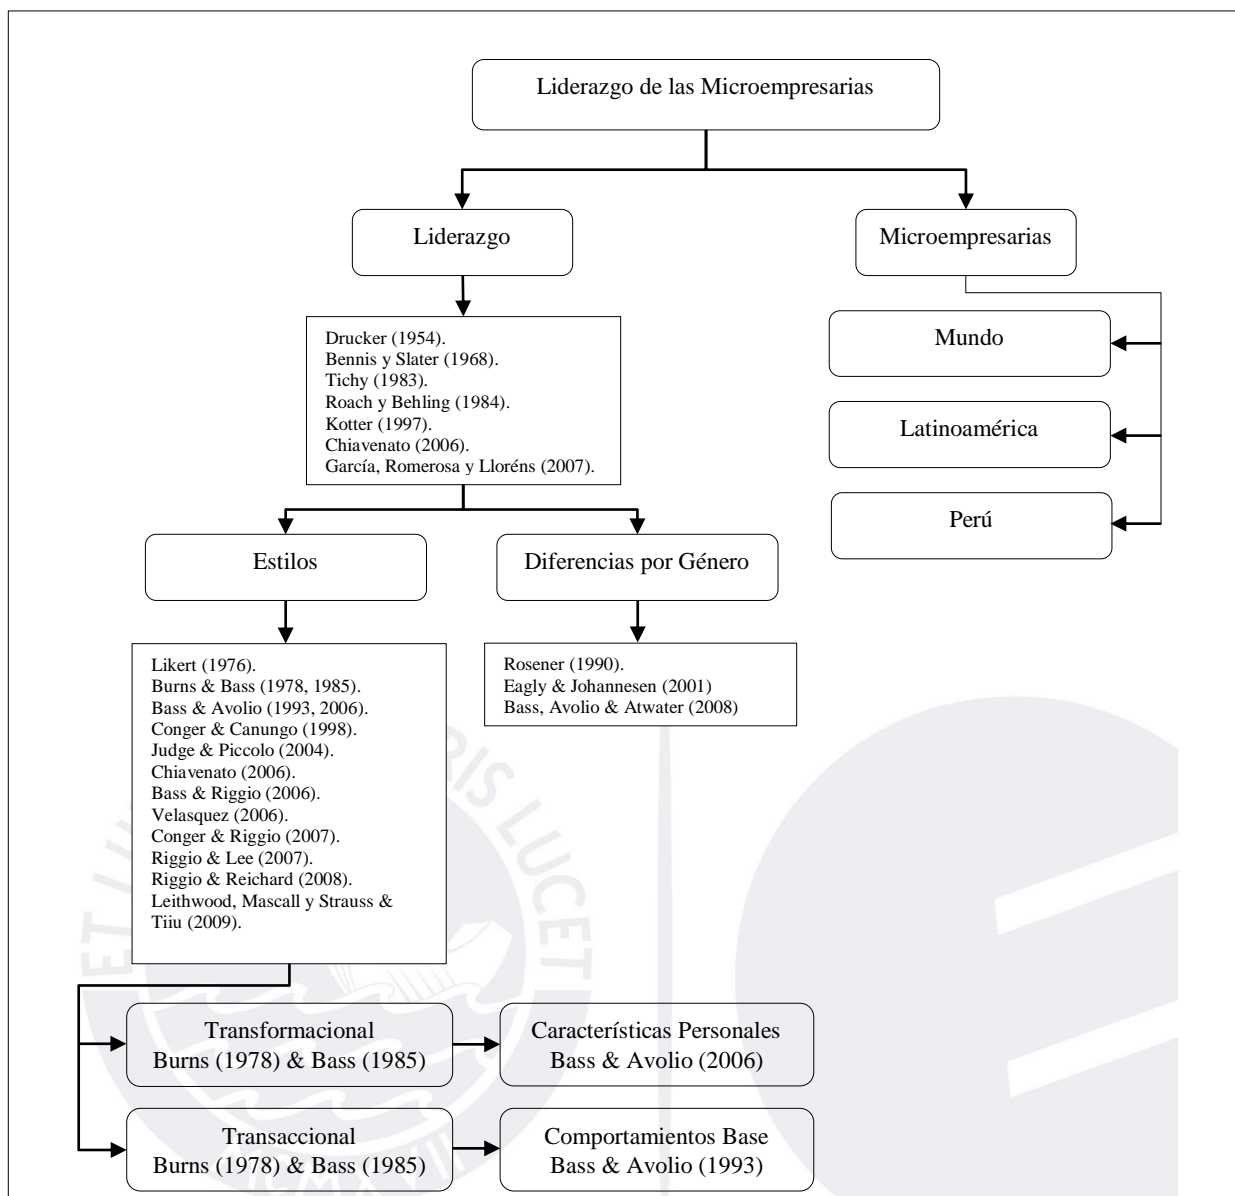 Liderazgo de las Microempresarias
Liderazgo
Microempresarias
Drucker (1954).
Bennis y Slater (1968).
Tichy (1983).
Roach y Behling (1984).
Kotter (1997).
Chiavenato (2006).
García, Romerosa y Lloréns (2007).
Mundo
Latinoamérica
Perú
Estilos
Diferencias por Género
Likert (1976).
Burns & Bass (1978, 1985).
Bass & Avolio (1993, 2006).
Conger & Canungo (1998).
Judge & Piccolo (2004).
Chiavenato (2006).
Bass & Riggio (2006).
Velasquez (2006).
Conger & Riggio (2007).
Riggio & Lee (2007).
Riggio & Reichard (2008).
Leithwood, Mascall y Strauss &
Tiiu (2009).
Rosener (1990).
Eagly & Johannesen (2001)
Bass, Avolio & Atwater (2008)
Transformacional
Burns (1978) & Bass (1985)
Características Personales
Bass & Avolio (2006)
Transaccional
Burns (1978) & Bass (1985)
Comportamientos Base
Bass & Avolio (1993)
ET LU
RIS LUCET
MCMXVII